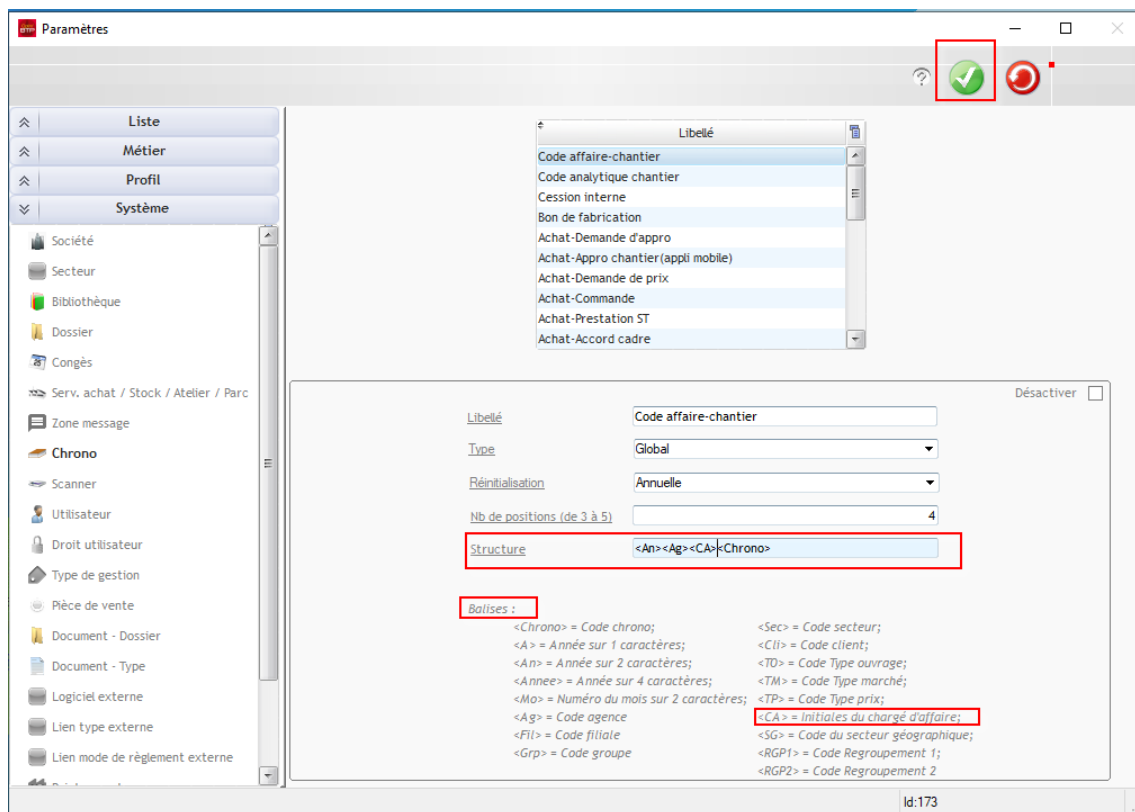 Paramètres
?
Liste
Métier
Profil
Système
Société
Secteur
Bibliothèque
Dossier
Congès
Serv. achat / Stock / Atelier / Parc
Zone message
Chrono
Scanner
Utilisateur
Droit utilisateur
Type de gestion
Pièce de vente
Document - Dossier
Document - Type
Logiciel externe
Lien type externe
Lien mode de règlement externe
Libellé
Code affaire-chantier
Code analytique chantier
Cession interne
Bon de fabrication
Achat-Demande d'appro
Achat-Appro chantier(appli mobile)
Achat-Demande de prix
Achat-Commande
Achat-Prestation ST
Achat-Accord cadre
Désactiver
Libellé Code affaire-chantier
Type Global
Réinitialisation Annuelle
Nb de positions (de 3 à 5) 4
Structure <An><Ag><CA><Chrono>
Balises :
<Chrono> = Code chrono;
<A> = Année sur 1 caractères;
<An> = Année sur 2 caractères;
<Annee> = Année sur 4 caractères;
<Mo> = Numéro du mois sur 2 caractères;
<Ag> = Code agence
<Fil> = Code filiale
<Grp> = Code groupe
<Sec> = Code secteur;
<Cli> = Code client;
<TO> = Code Type ouvrage;
<TM> = Code Type marché;
<TP> = Code Type prix;
<CA> = Initiales du chargé d'affaire;
<SG> = Code du secteur géographique;
<RGP1> = Code Regroupement 1;
<RGP2> = Code Regroupement 2
Id:173